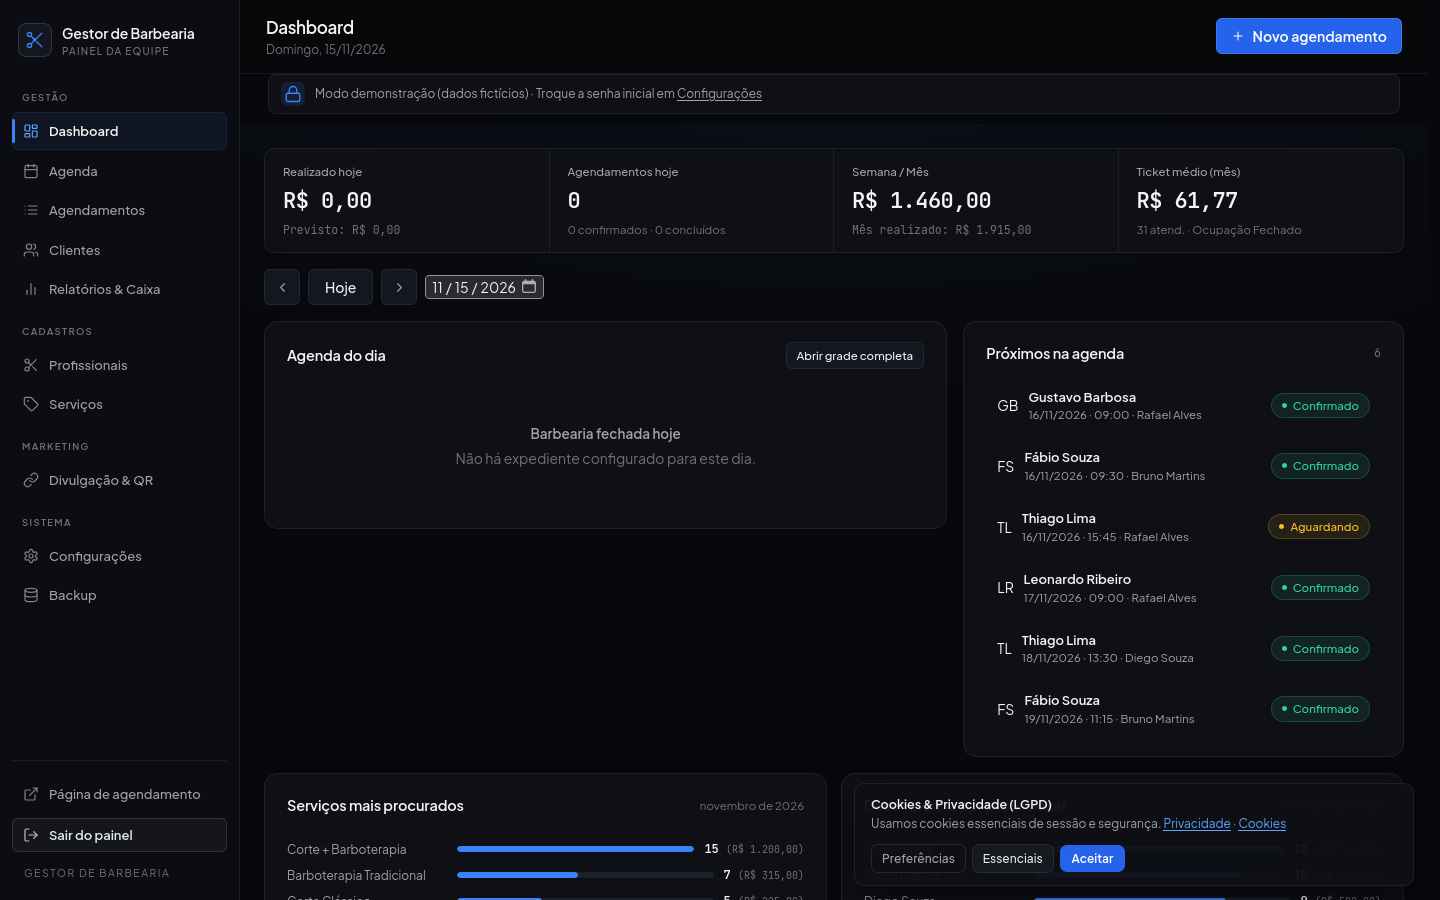 Gestor de Barbearia
PAINEL DA EQUIPE
GESTÃO
Dashboard
Agenda
Agendamentos
Clientes
Relatórios & Caixa
CADASTROS
Profissionais
Serviços
MARKETING
Divulgação & QR
SISTEMA
Configurações
Backup
Página de agendamento
Sair do painel
GESTOR DE BARBEARIA
Dashboard
Domingo, 15/11/2026
Novo agendamento
Modo demonstração (dados fictícios) · Troque a senha inicial em Configurações
Realizado hoje
R$ 0,00
Previsto: R$ 0,00
Agendamentos hoje
0
0 confirmados · 0 concluídos
Semana / Mês
R$ 1.460,00
Mês realizado: R$ 1.915,00
Ticket médio (mês)
R$ 61,77
31 atend. · Ocupação Fechado
Hoje
11 / 15 / 2026
Agenda do dia
Abrir grade completa
Barbearia fechada hoje
Não há expediente configurado para este dia.
Próximos na agenda
6
GB
Gustavo Barbosa
16/11/2026 · 09:00 · Rafael Alves
Confirmado
FS
Fábio Souza
16/11/2026 · 09:30 · Bruno Martins
Confirmado
TL
Thiago Lima
16/11/2026 · 15:45 · Rafael Alves
Aguardando
LR
Leonardo Ribeiro
17/11/2026 · 09:00 · Rafael Alves
Confirmado
TL
Thiago Lima
18/11/2026 · 13:30 · Diego Souza
Confirmado
FS
Fábio Souza
19/11/2026 · 11:15 · Bruno Martins
Confirmado
Serviços mais procurados
novembro de 2026
Corte + Barboterapia
15 (R$ 1.200,00)
Barboterapia Tradicional
7 (R$ 315,00)
Cookies & Privacidade (LGPD)
Usamos cookies essenciais de sessão e segurança. Privacidade · Cookies
Preferências
Essenciais
Aceitar